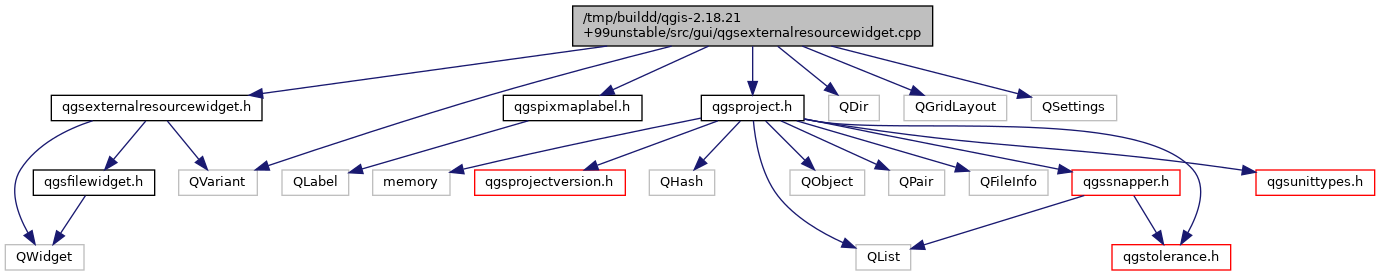 /tmp/buildd/qgis-2.18.21
+99unstable/src/gui/qgsexternalresourcewidget.cpp
qgsexternalresourcewidget.h
qgspixmaplabel.h
qgsproject.h
QDir
QGridLayout
QSettings
qgsfilewidget.h
QVariant
QLabel
memory
qgsprojectversion.h
QHash
QObject
QPair
QFileInfo
qgssnapper.h
qgsunittypes.h
QWidget
QList
qgstolerance.h